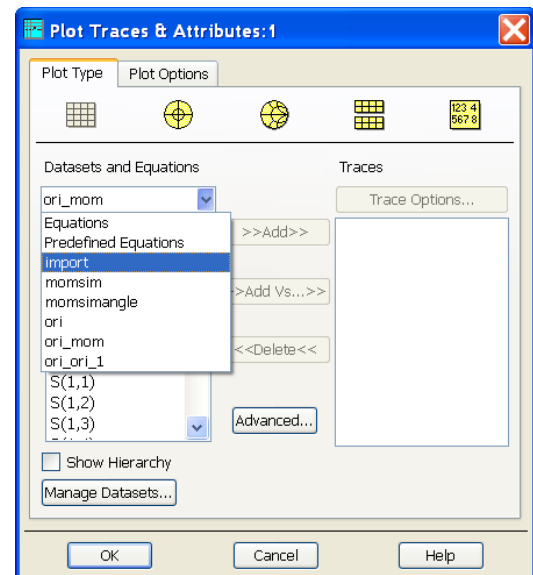 Plot Traces & Attributes:1
Plot Type Plot Options
123 4
567 8
Datasets and Equations Traces
ori_mom Trace Options...
Equations
Predefined Equations
import
momsim
momsimangle
ori
ori_mom
ori_ori_1
>>Add>>
>Add Vs...>>
<<Delete<<
S(1,1)
S(1,2)
S(1,3)
Advanced...
Show Hierarchy
Manage Datasets...
OK Cancel Help